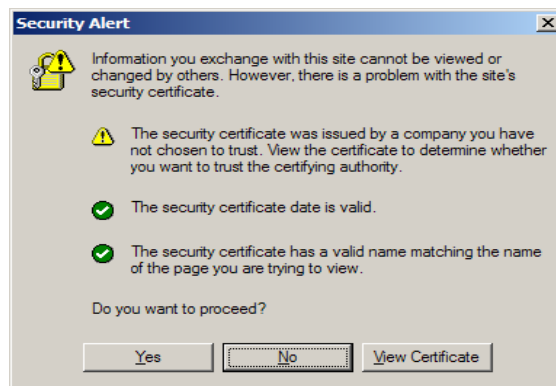 Security Alert
Information you exchange with this site cannot be viewed or
changed by others. However, there is a problem with the site's
security certificate.
The security certificate was issued by a company you have
not chosen to trust. View the certificate to determine whether
you want to trust the certifying authority.
The security certificate date is valid.
The security certificate has a valid name matching the name
of the page you are trying to view.
Do you want to proceed?
Yes No View Certificate